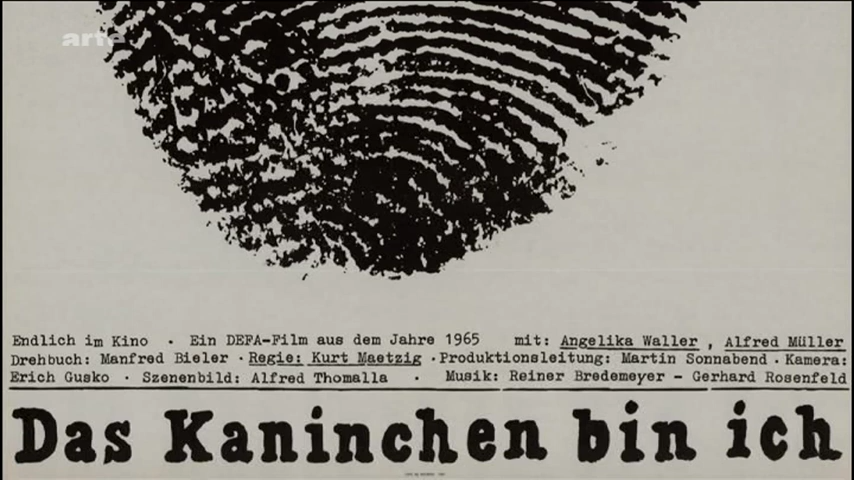 arte
Endlich im Kino . Ein DEFA-Film aus dem Jahre 1965 mit: Angelika Waller , Alfred Müller
Drehbuch: Manfred Bieler · Regie: Kurt Maetzig · Produktionsleitung: Martin Sonnabend · Kamera:
Erich Gusko · Szenenbild: Alfred Thomalla . Musik: Reiner Bredemeyer – Gerhard Rosenfeld
Das Kaninchen bin ich